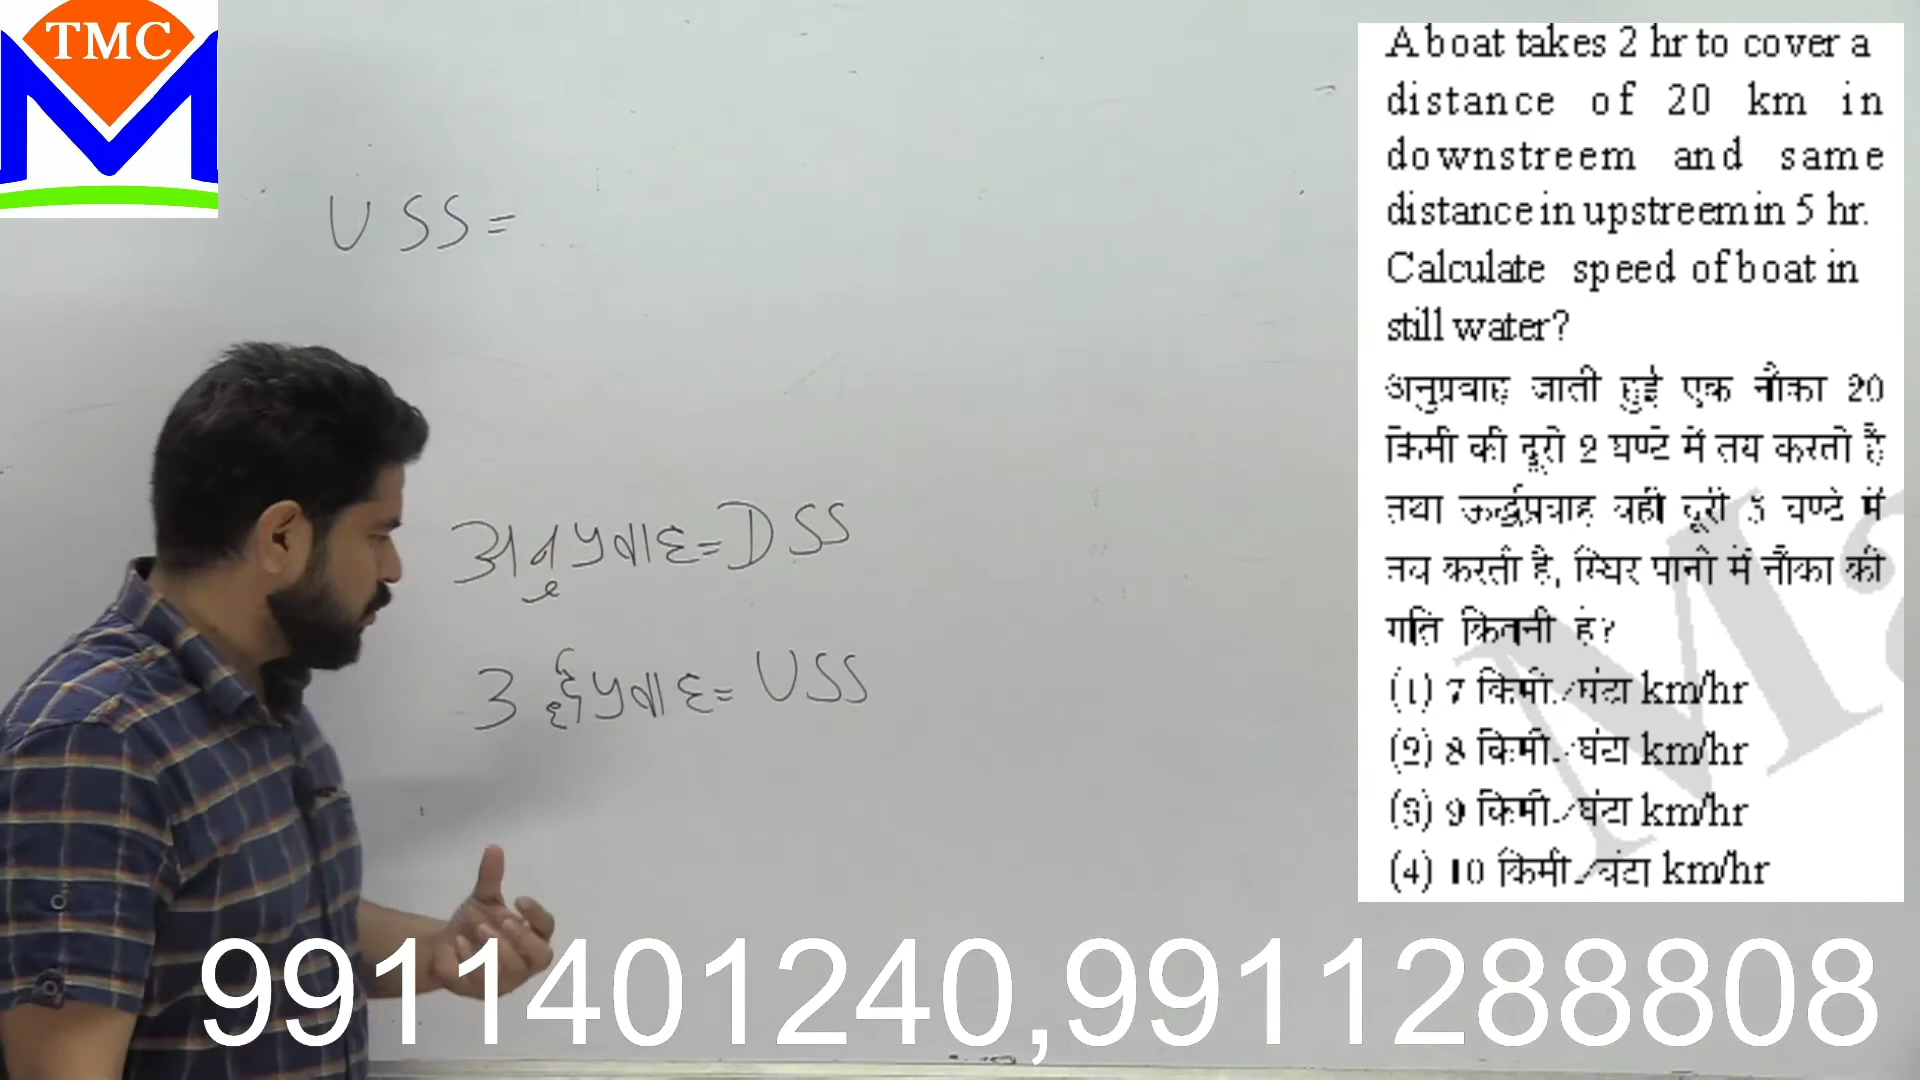 TMC
A boat takes 2 hr to cover a
distance of 20 km in
downstreem and same
distance in upstreem in 5 hr.
Calculate speed of boat in
still water?
अनुप्रवाह जाती हुई एक नौका 20
किमी की दूरी 2 घण्टे में तय करती है
तथा ऊर्द्धप्रवाह वही दूरी 5 घण्टे में
तय करती है, स्थिर पानी में नौका की
गति कितनी है?
(1) 7 किमी./घंटा km/hr
(2) 8 किमी./घंटा km/hr
(3) 9 किमी./घंटा km/hr
(4) 10 किमी./घंटा km/hr
USS=
अनुप्रवाह=DSS
प्रवाह= USS
9911401240,9911288808